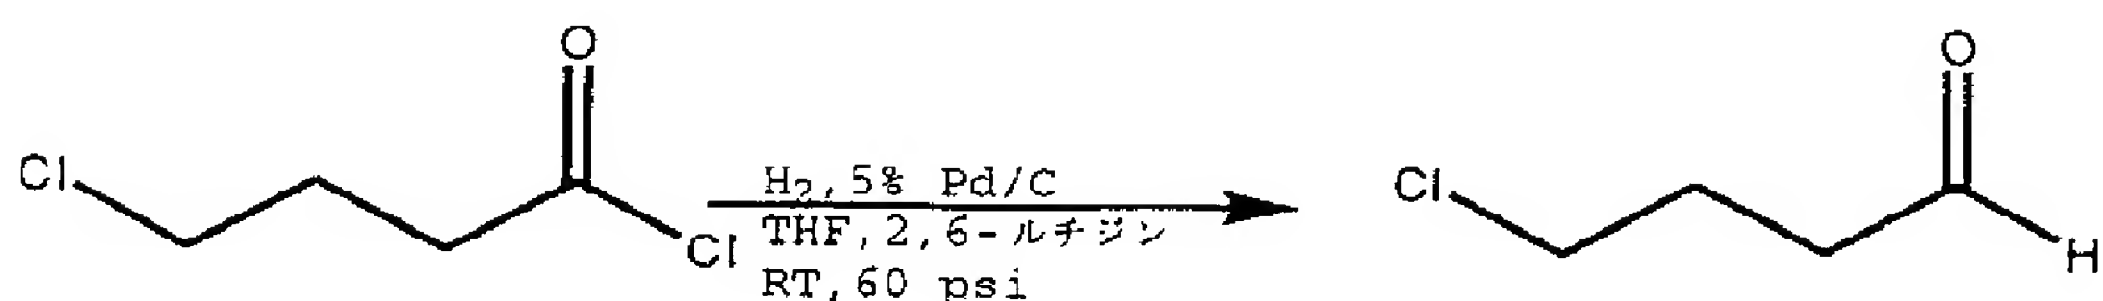 O
O
Cl
Cl
H₂,5% Pd/C
THF,2,6-ルチジン
RT,60 psi
Cl
H